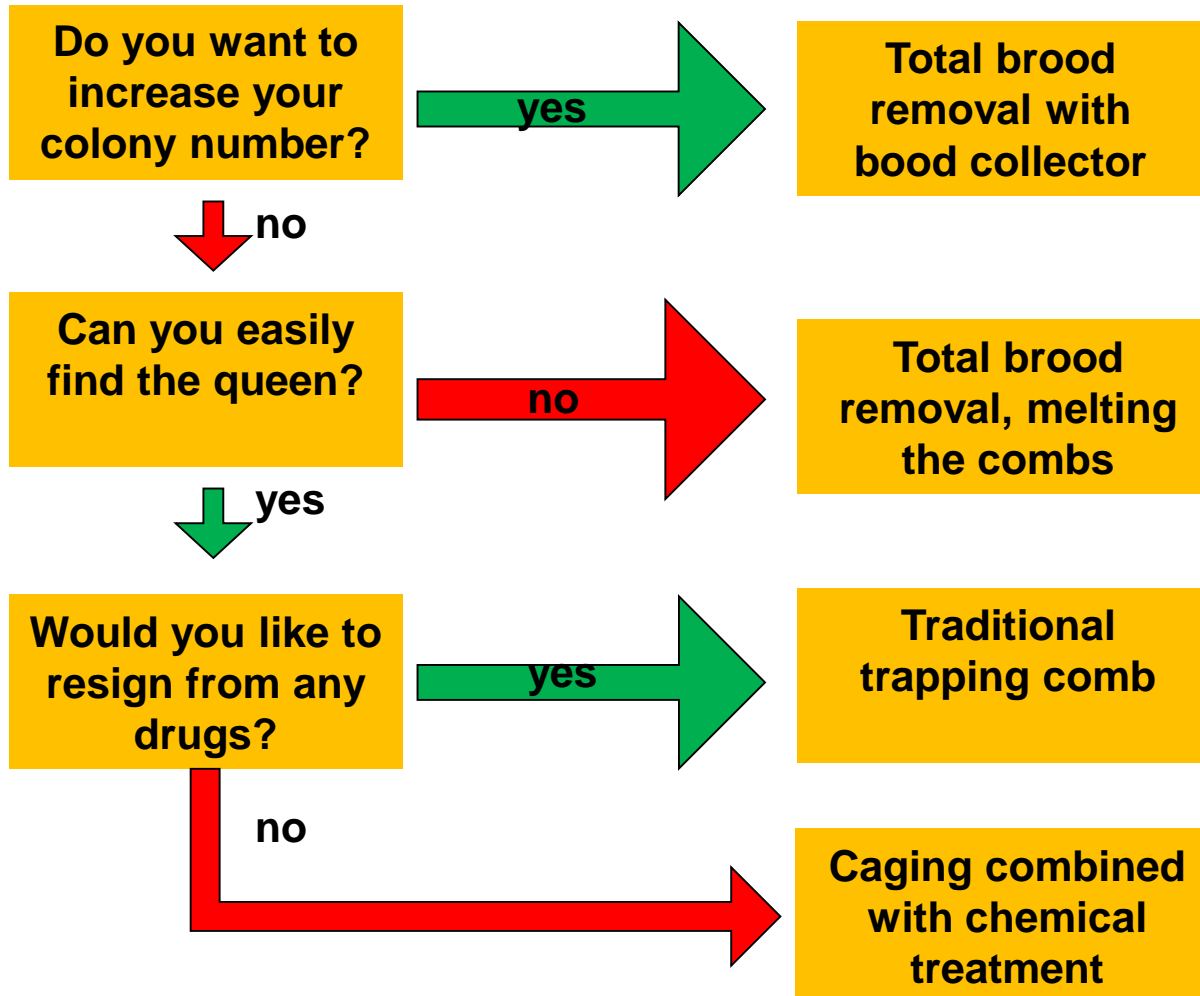 Do you want to
increase your
colony number?
yes
Total brood
removal with
bood collector
no
Can you easily
find the queen?
no
Total brood
removal, melting
the combs
yes
Would you like to
resign from any
drugs?
yes
Traditional
trapping comb
no
Caging combined
with chemical
treatment